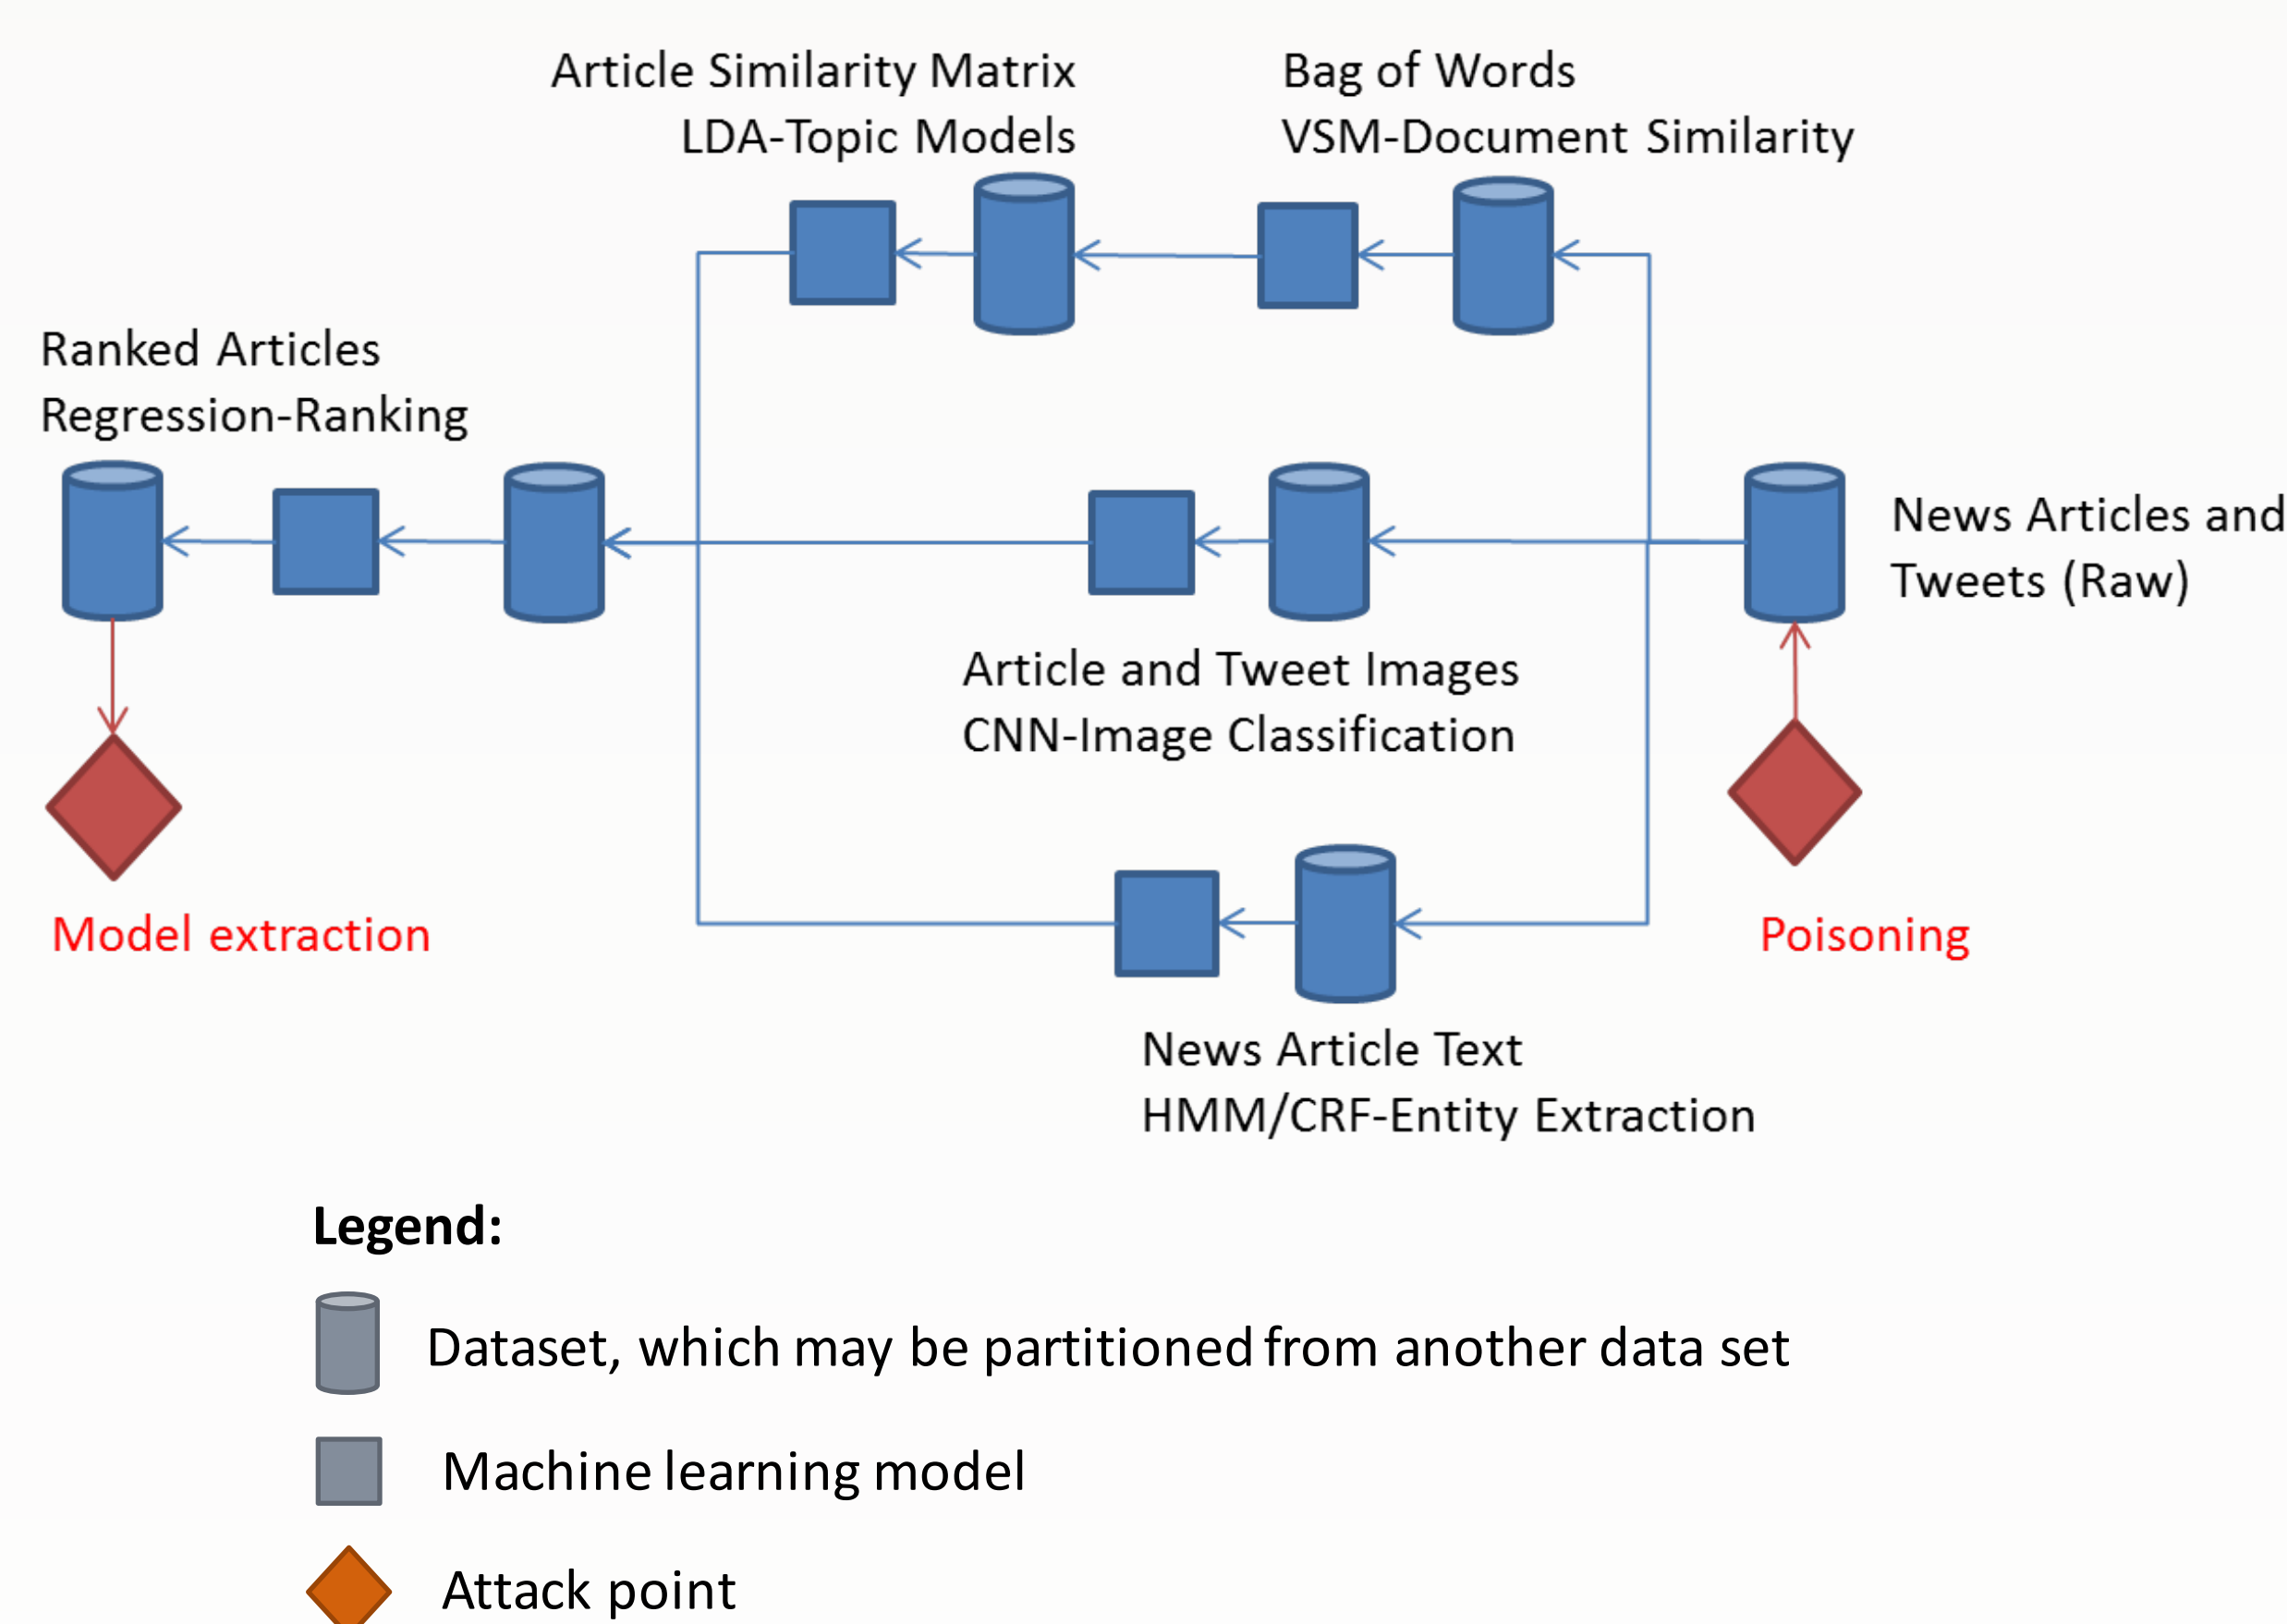 Article Similarity Matrix
LDA-Topic Models
Bag of Words
VSM-Document Similarity
Ranked Articles
Regression-Ranking
News Articles and
Tweets (Raw)
Article and Tweet Images
CNN-Image Classification
Model extraction
Poisoning
News Article Text
HMM/CRF-Entity Extraction
Legend:
Dataset, which may be partitioned from another data set
Machine learning model
Attack point